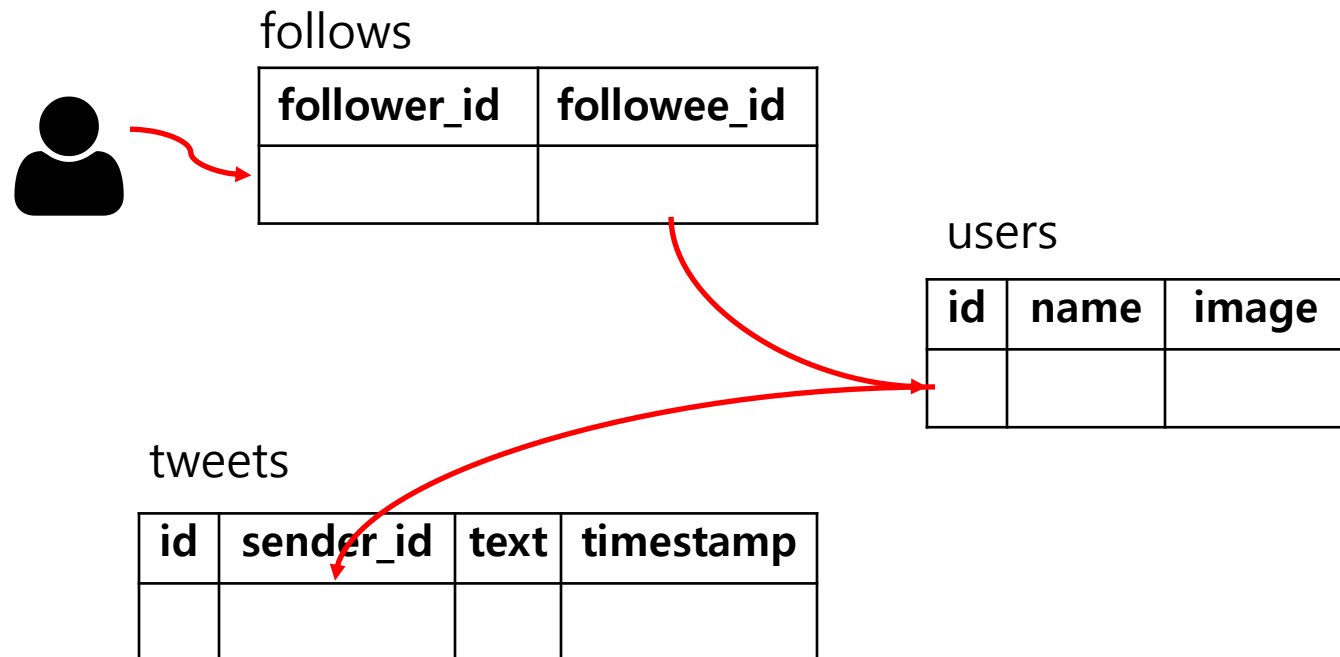 follows
follower_id followee_id
users
id name image
tweets
id sender_id text timestamp